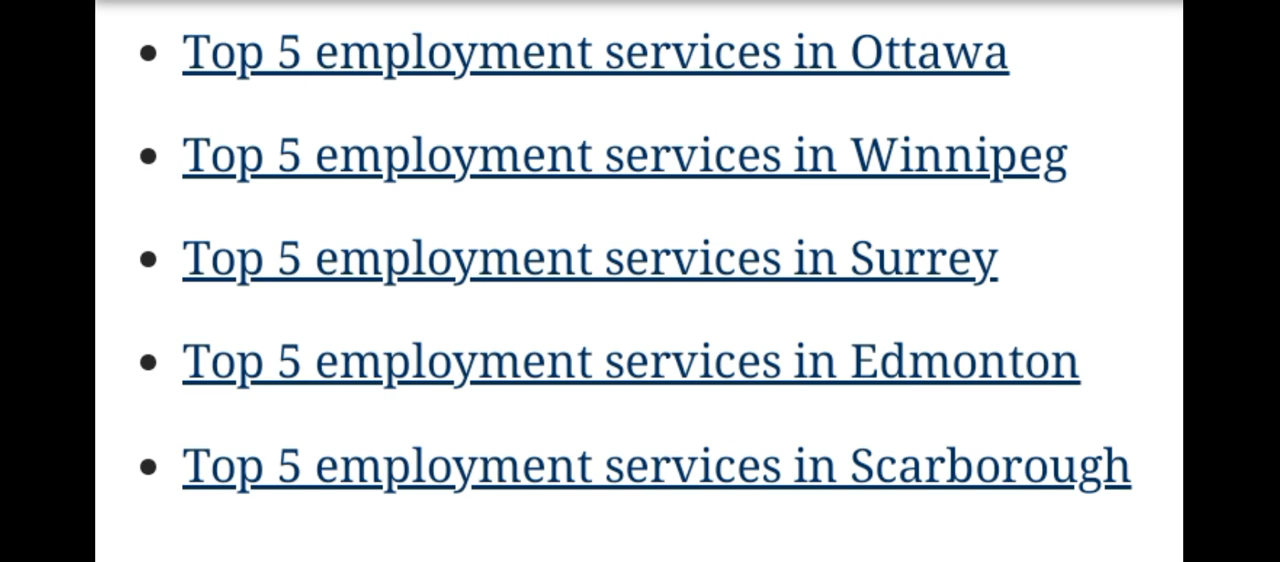 Top 5 employment services in Ottawa
Top 5 employment services in Winnipeg
Top 5 employment services in Surrey
Top 5 employment services in Edmonton
Top 5 employment services in Scarborough